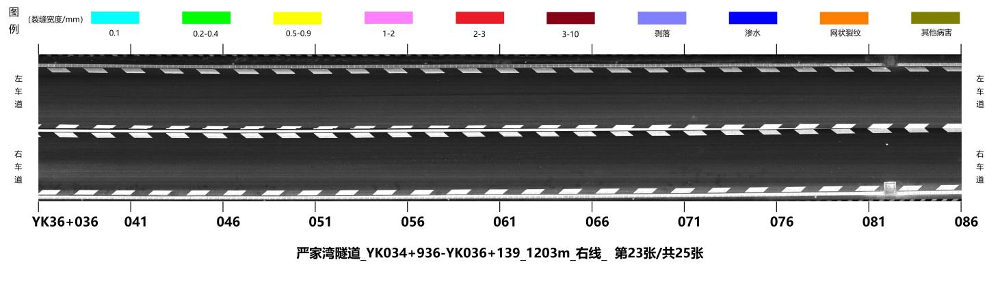 图例 (裂缝宽度/mm) 0.1 0.2-0.4 0.5-0.9 1-2 2-3 3-10 剥落 渗水 网状裂纹 其他病害
左车道 左车道
右车道 右车道
YK36+036 041 046 051 056 061 066 071 076 081 086
严家湾隧道_YK034+936-YK036+139_1203m_右线_ 第23张/共25张